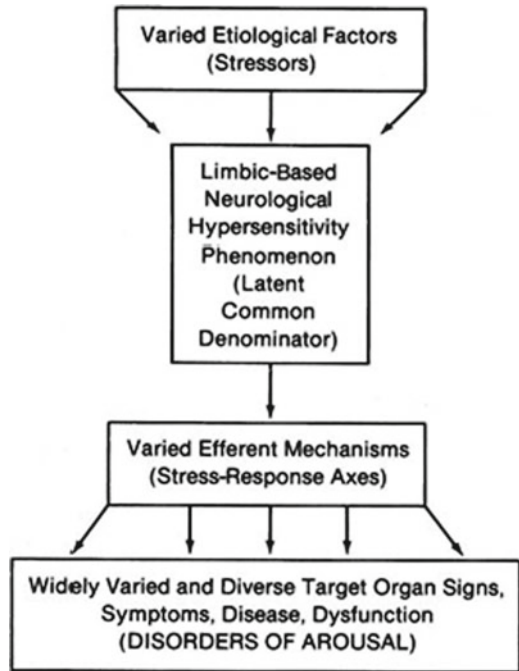 Varied Etiological Factors
(Stressors)
Limbic-Based
Neurological
Hypersensitivity
Phenomenon
(Latent
Common
Denominator)
Varied Efferent Mechanisms
(Stress-Response Axes)
Widely Varied and Diverse Target Organ Signs,
Symptoms, Disease, Dysfunction
(DISORDERS OF AROUSAL)